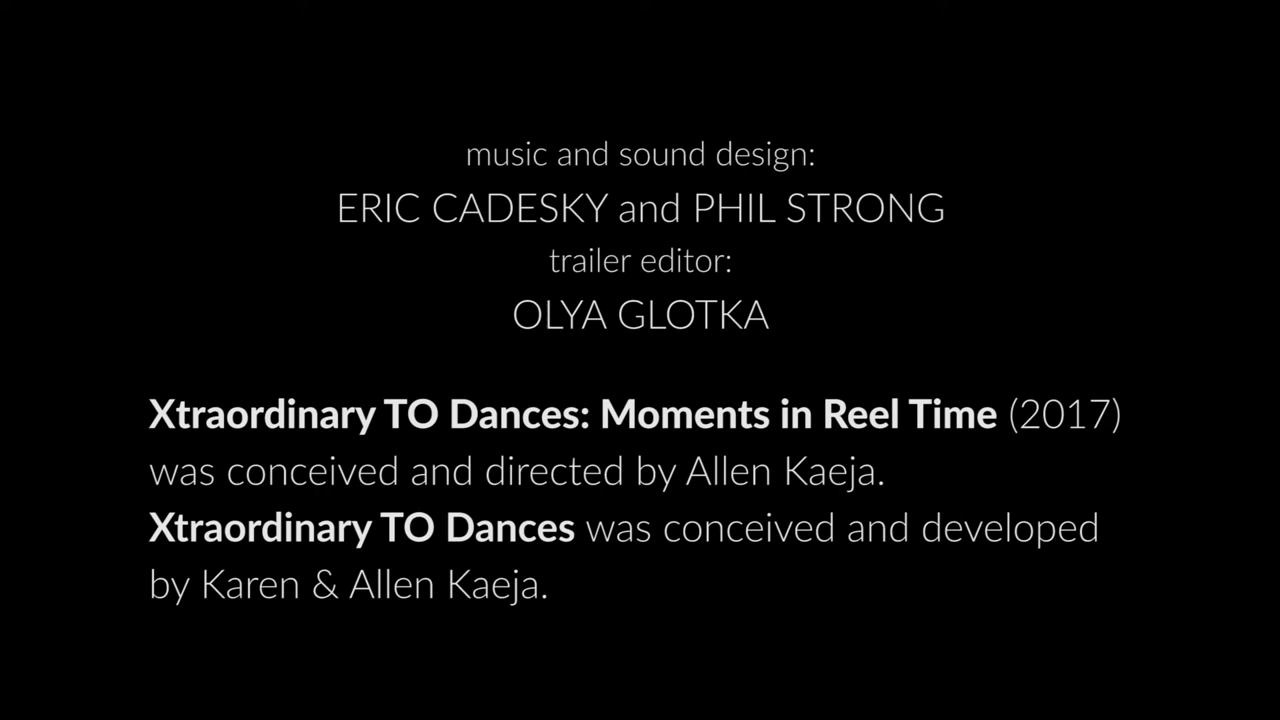 music and sound design:
ERIC CADESKY and PHIL STRONG
trailer editor:
OLYA GLOTKA
Xtraordinary TO Dances: Moments in Reel Time (2017)
was conceived and directed by Allen Kaeja.
Xtraordinary TO Dances was conceived and developed
by Karen & Allen Kaeja.